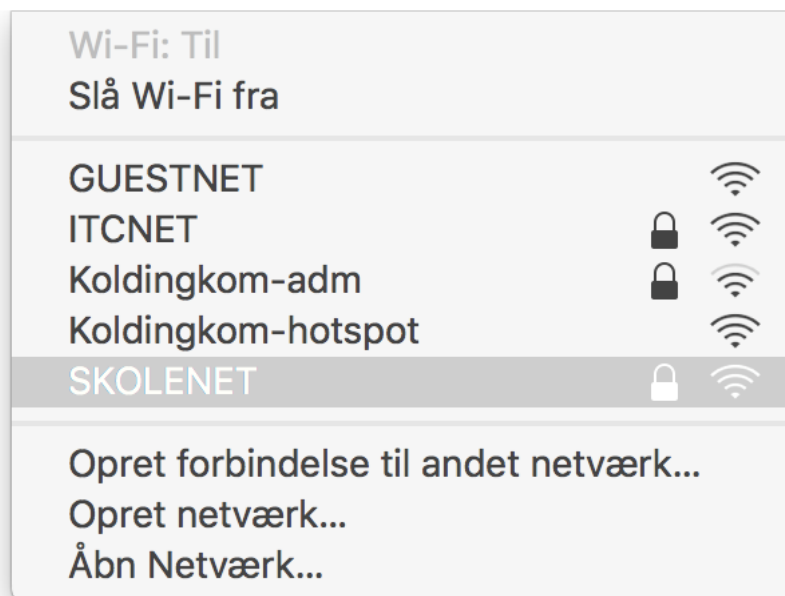 Wi-Fi: Til
Slå Wi-Fi fra
GUESTNET
ITCNET
Koldingkom-adm
Koldingkom-hotspot
SKOLENET
Opret forbindelse til andet netværk...
Opret netværk...
Åbn Netværk...